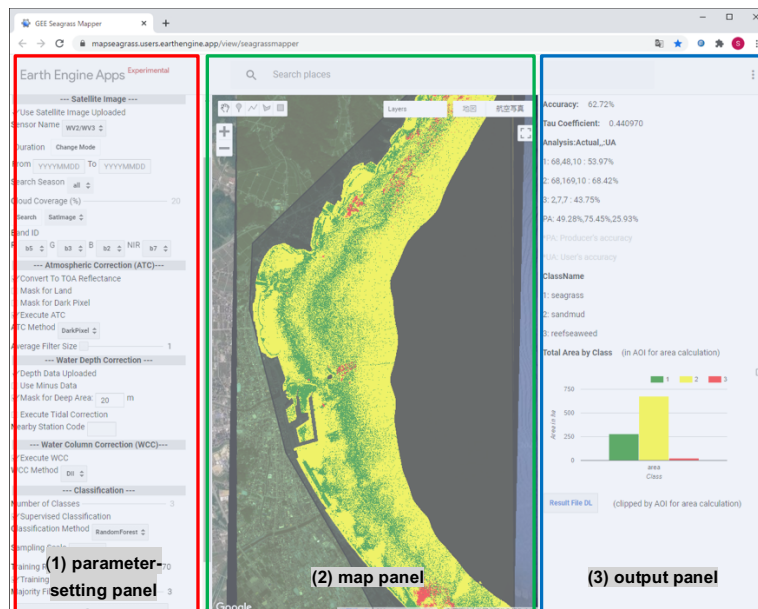 GEE Seagrass Mapper
mapseagrass.users.earthengine.app/view/seagrassmapper
S
Earth Engine Apps Experimental
Search places
--- Satellite Image ---
Use Satellite Image Uploaded
Sensor Name WV2/WV3
Duration Change Mode
From YYYYMMDD To YYYYMMDD
Search Season all
Cloud Coverage (%) 20
Search Satimage
Band ID
R b5 G b3 B b2 NIR b7
--- Atmospheric Correction (ATC)---
Convert To TOA Reflectance
Mask for Land
Mask for Dark Pixel
Execute ATC
ATC Method DarkPixel
Average Filter Size 1
--- Water Depth Correction ---
Depth Data Uploaded
Use Minus Data
Mask for Deep Area: 20 m
Execute Tidal Correction
Nearby Station Code
--- Water Column Correction (WCC)---
Execute WCC
WCC Method DII
--- Classification ---
Number of Classes 3
Supervised Classification
Classification Method RandomForest
Sampling
Training 70
Training
Majority 3
(1) parameter-
setting panel
Layers 地図 航空写真
Google
(2) map panel
Accuracy: 62.72%
Tau Coefficient: 0.440970
Analysis:Actual,,:UA
1: 68,48,10 : 53.97%
2: 68,169,10 : 68.42%
3: 2,7,7 : 43.75%
PA: 49.28%,75.45%,25.93%
*PA: Producer's accuracy
*UA: User's accuracy
ClassName
1: seagrass
2: sandmud
3: reefseaweed
Total Area by Class (in AOI for area calculation)
1 2 3
Area in ha
750
500
250
0
area
Class
Result File DL (clipped by AOI for area calculation)
(3) output panel